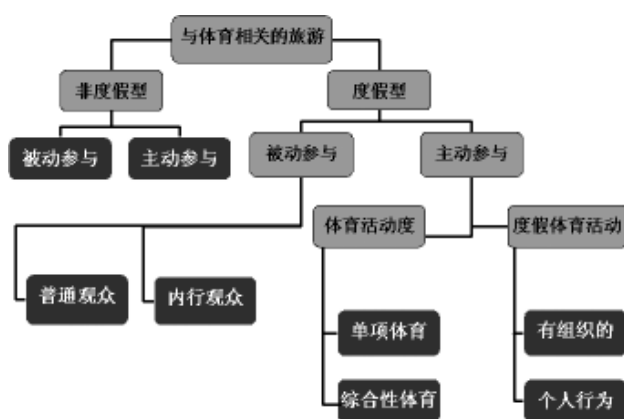 与体育相关的旅游
非度假型
度假型
被动参与
主动参与
被动参与
主动参与
体育活动度
度假体育活动
普通观众
内行观众
单项体育
有组织的
综合性体育
个人行为